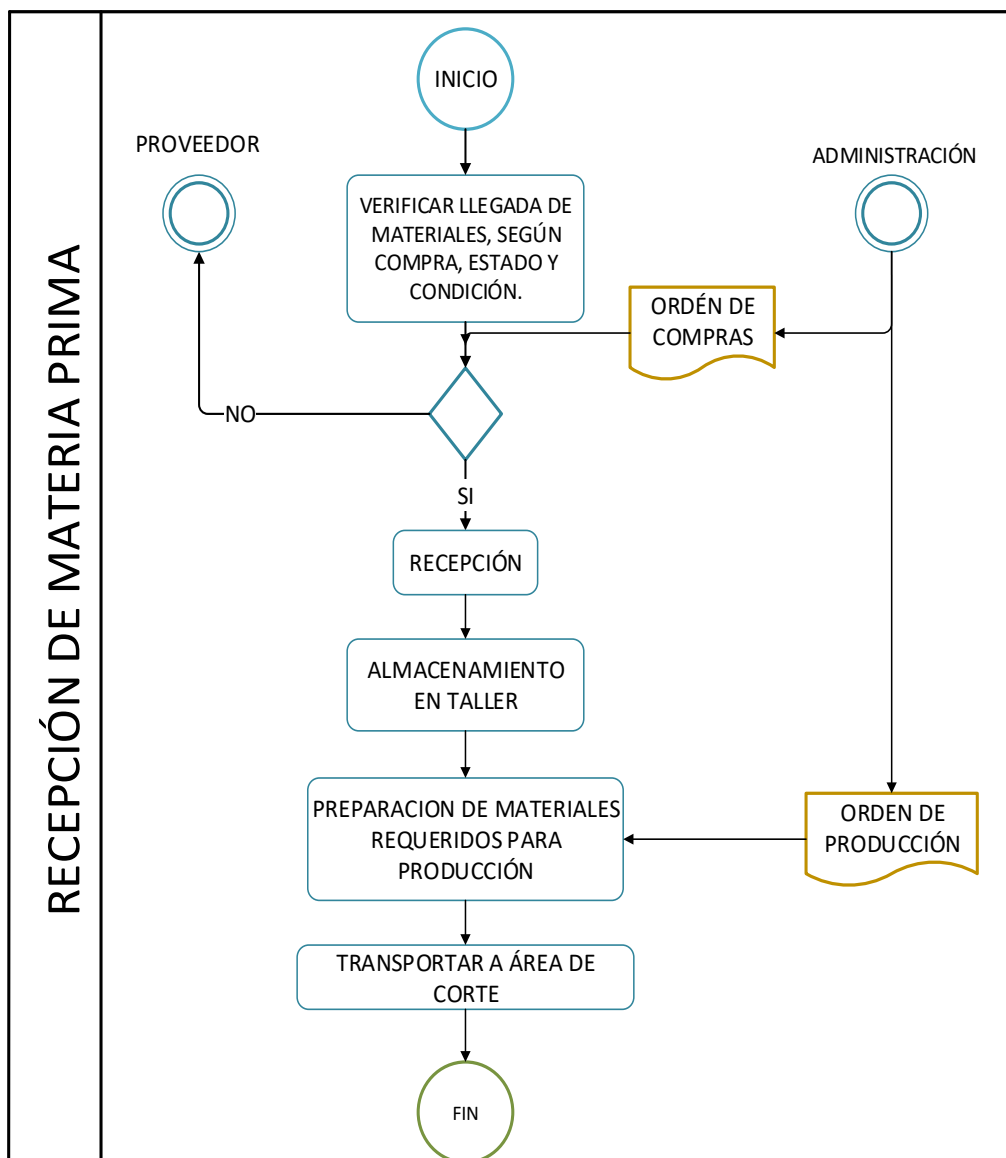 RECEPCIÓN DE MATERIA PRIMA
INICIO
PROVEEDOR
ADMINISTRACIÓN
VERIFICAR LLEGADA DE
MATERIALES, SEGÚN
COMPRA, ESTADO Y
CONDICIÓN.
ORDÉN DE
COMPRAS
NO
SI
RECEPCIÓN
ALMACENAMIENTO
EN TALLER
PREPARACION DE MATERIALES
REQUERIDOS PARA
PRODUCCIÓN
ORDEN DE
PRODUCCIÓN
TRANSPORTAR A ÁREA DE
CORTE
FIN